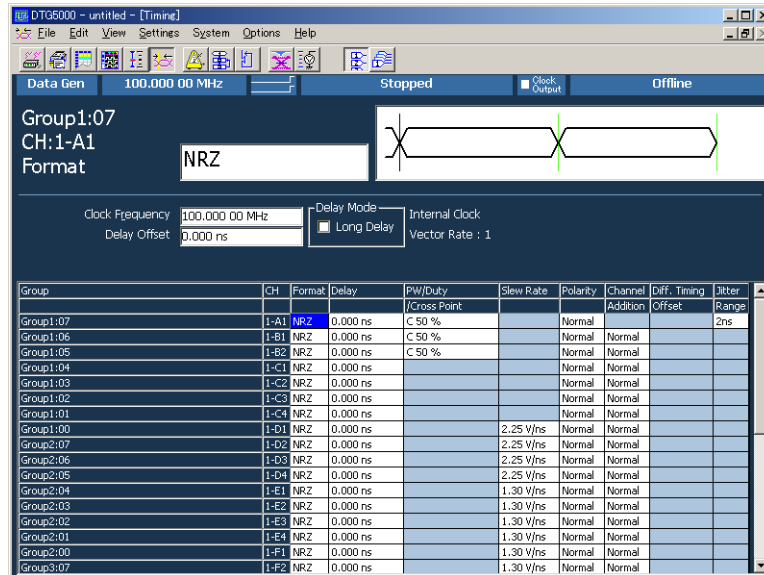 DTG5000 - untitled - [Timing]
File Edit View Settings System Options Help
Data Gen 100.000 00 MHz Stopped Clock Output Offline
Group1:07
CH:1-A1
Format NRZ
Clock Frequency 100.000 00 MHz Delay Mode Internal Clock
Delay Offset 0.000 ns Long Delay Vector Rate : 1
Group CH Format Delay PW/Duty Slew Rate Polarity Channel Diff. Timing Jitter
/Cross Point Addition Offset Range
Group1:07 1-A1 NRZ 0.000 ns C 50 % Normal 2ns
Group1:06 1-B1 NRZ 0.000 ns C 50 % Normal Normal
Group1:05 1-B2 NRZ 0.000 ns C 50 % Normal Normal
Group1:04 1-C1 NRZ 0.000 ns Normal Normal
Group1:03 1-C2 NRZ 0.000 ns Normal Normal
Group1:02 1-C3 NRZ 0.000 ns Normal Normal
Group1:01 1-C4 NRZ 0.000 ns Normal Normal
Group1:00 1-D1 NRZ 0.000 ns 2.25 V/ns Normal Normal
Group2:07 1-D2 NRZ 0.000 ns 2.25 V/ns Normal Normal
Group2:06 1-D3 NRZ 0.000 ns 2.25 V/ns Normal Normal
Group2:05 1-D4 NRZ 0.000 ns 2.25 V/ns Normal Normal
Group2:04 1-E1 NRZ 0.000 ns 1.30 V/ns Normal Normal
Group2:03 1-E2 NRZ 0.000 ns 1.30 V/ns Normal Normal
Group2:02 1-E3 NRZ 0.000 ns 1.30 V/ns Normal Normal
Group2:01 1-E4 NRZ 0.000 ns 1.30 V/ns Normal Normal
Group2:00 1-F1 NRZ 0.000 ns 1.30 V/ns Normal Normal
Group3:07 1-F2 NRZ 0.000 ns 1.30 V/ns Normal Normal